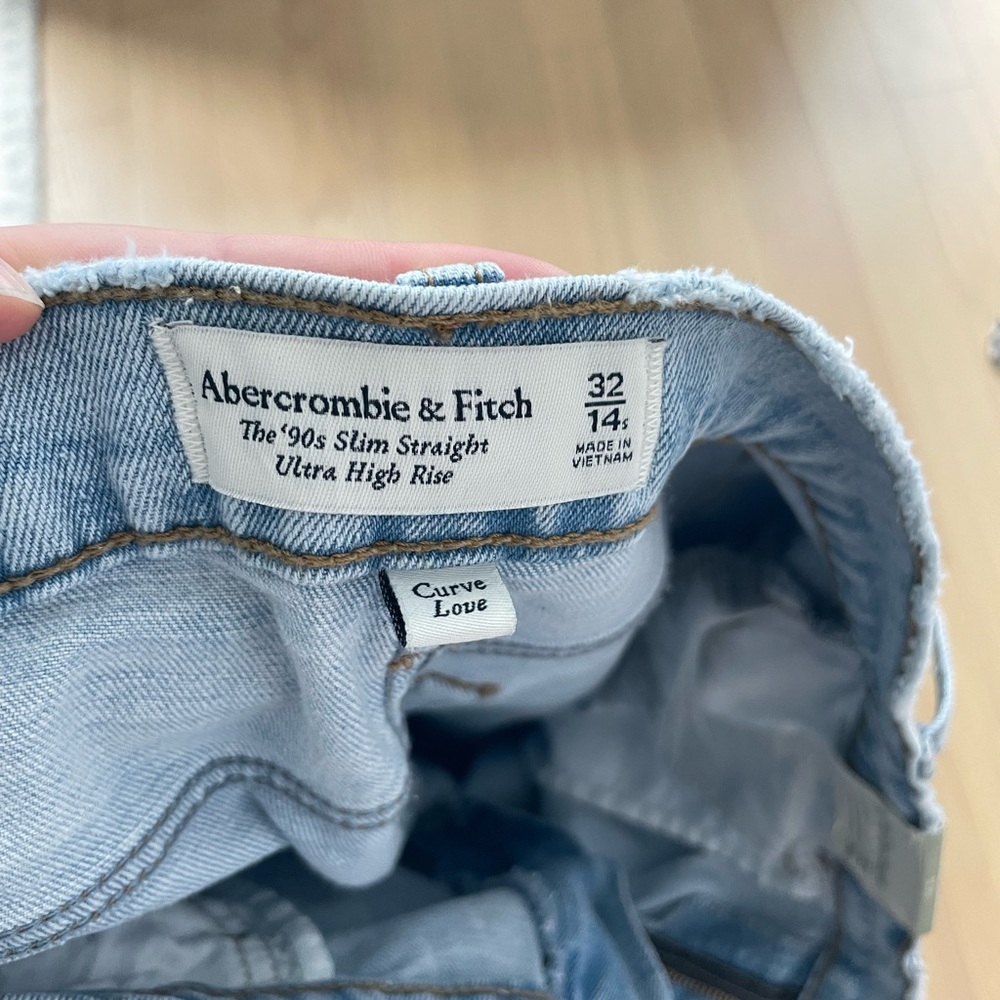 Abercrombie & Fitch
The '90s Slim Straight
Ultra High Rise
32
14s
MADE IN
VIETNAM
Curve
Love